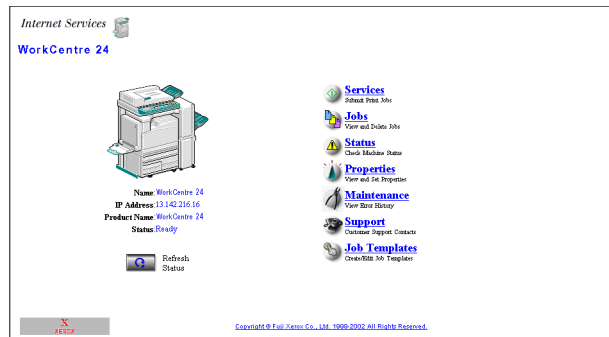 Internet Services
WorkCentre 24
Services
Submit Print Jobs
Jobs
View and Delete Jobs
Status
Check Machine Status
Properties
View and Set Properties
Maintenance
View Error History
Support
Customer Support Contacts
Job Templates
Create/Edit Job Templates
Name: WorkCentre 24
IP Address: 13.142.216.16
Product Name: WorkCentre 24
Status: Ready
Refresh
Status
X
XEROX
Copyright © Fuji Xerox Co., Ltd. 1999-2002 All Rights Reserved.